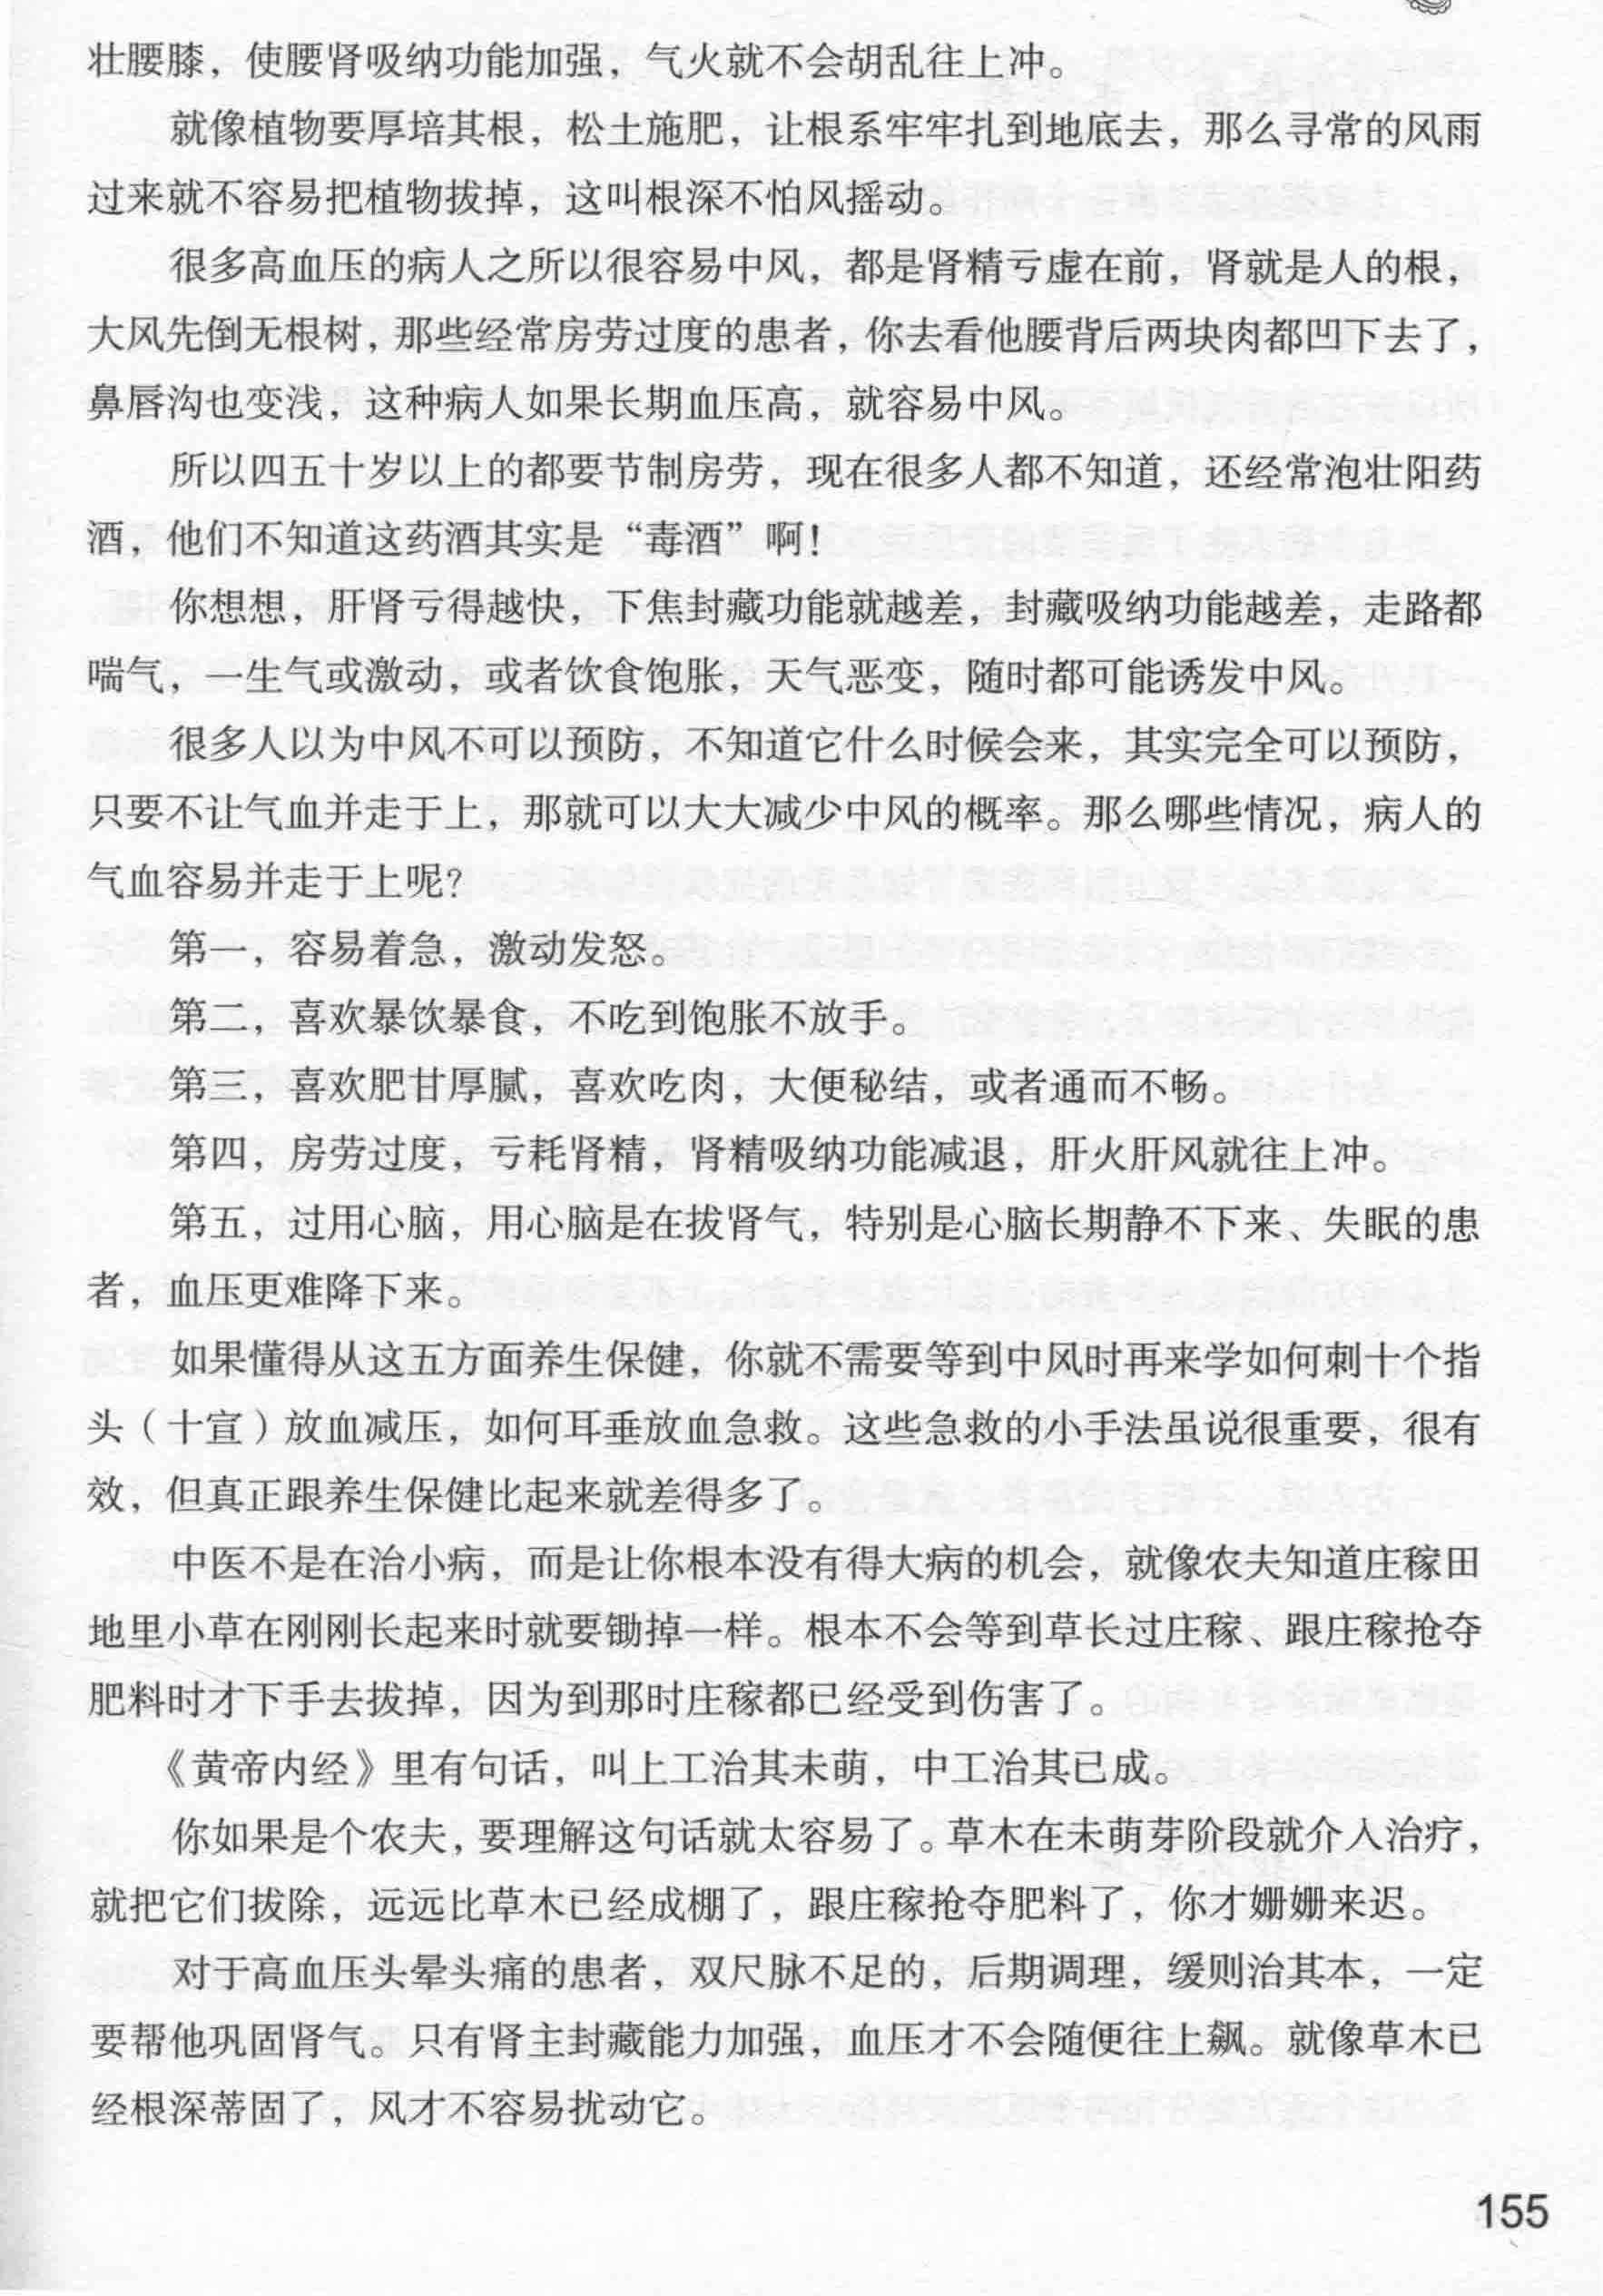 壮腰膝，使腰肾吸纳功能加强，气火就不会胡乱往上冲。
就像植物要厚培其根，松土施肥，让根系牢牢扎到地底去，那么寻常的风雨
过来就不容易把植物拔掉，这叫根深不怕风摇动。
很多高血压的病人之所以很容易中风，都是肾精亏虚在前，肾就是人的根，
大风先倒无根树，那些经常房劳过度的患者，你去看他腰背后两块肉都凹下去了，
鼻唇沟也变浅，这种病人如果长期血压高，就容易中风。
所以四五十岁以上的都要节制房劳，现在很多人都不知道，还经常泡壮阳药
酒，他们不知道这药酒其实是“毒酒”啊！
你想想，肝肾亏得越快，下焦封藏功能就越差，封藏吸纳功能越差，走路都
喘气，一生气或激动，或者饮食饱胀，天气恶变，随时都可能诱发中风。
很多人以为中风不可以预防，不知道它什么时候会来，其实完全可以预防，
只要不让气血并走于上，那就可以大大减少中风的概率。那么哪些情况，病人的
气血容易并走于上呢？
第一，容易着急，激动发怒。
第二，喜欢暴饮暴食，不吃到饱胀不放手。
第三，喜欢肥甘厚腻，喜欢吃肉，大便秘结，或者通而不畅。
第四，房劳过度，亏耗肾精，肾精吸纳功能减退，肝火肝风就往上冲。
第五，过用心脑，用心脑是在拔肾气，特别是心脑长期静不下来、失眠的患
者，血压更难降下来。
如果懂得从这五方面养生保健，你就不需要等到中风时再来学如何刺十个指
头（十宣）放血减压，如何耳垂放血急救。这些急救的小手法虽说很重要，很有
效，但真正跟养生保健比起来就差得多了。
中医不是在治小病，而是让你根本没有得大病的机会，就像农夫知道庄稼田
地里小草在刚刚长起来时就要锄掉一样。根本不会等到草长过庄稼、跟庄稼抢夺
肥料时才下手去拔掉，因为到那时庄稼都已经受到伤害了。
《黄帝内经》里有句话，叫上工治其未萌，中工治其已成。
你如果是个农夫，要理解这句话就太容易了。草木在未萌芽阶段就介入治疗，
就把它们拔除，远远比草木已经成棚了，跟庄稼抢夺肥料了，你才姗姗来迟。
对于高血压头晕头痛的患者，双尺脉不足的，后期调理，缓则治其本，一定
要帮他巩固肾气。只有肾主封藏能力加强，血压才不会随便往上飙。就像草木已
经根深蒂固了，风才不容易扰动它。
155